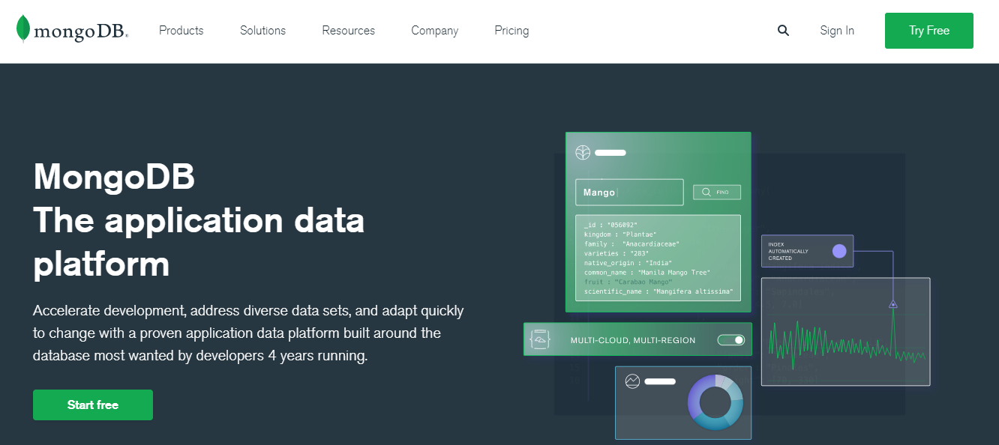 mongoDB®
Products
Solutions
Resources
Company
Pricing
Sign In
Try Free
MongoDB
The application data
platform
Accelerate development, address diverse data sets, and adapt quickly
to change with a proven application data platform built around the
database most wanted by developers 4 years running.
Start free
Mango
FIND
_id : "056092"
kingdom : "Plantae"
family : "Anacardiaceae"
varieties : "283"
native_origin : "India"
common_name : "Manila Mango Tree"
fruit : "Carabao Mango"
scientific_name : "Mangifera altissima"
INDEX
AUTOMATICALLY
CREATED
MULTI-CLOUD, MULTI-REGION